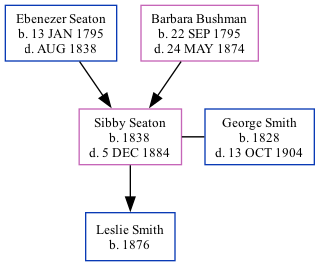 Ebenezer Seaton
b. 13 JAN 1795
d. AUG 1838
Barbara Bushman
b. 22 SEP 1795
d. 24 MAY 1874
Sibby Seaton
b. 1838
d. 5 DEC 1884
George Smith
b. 1828
d. 13 OCT 1904
Leslie Smith
b. 1876